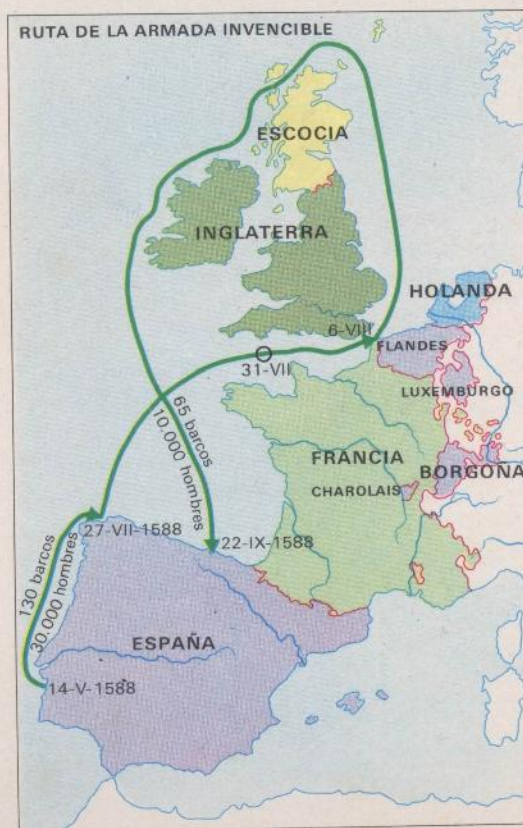 RUTA DE LA ARMADA INVENCIBLE
ESCOCIA
INGLATERRA
HOLANDA
6-VIII
FLANDES
31-VII
LUXEMBURGO
65 barcos
10.000 hombres
FRANCIA
BORGOÑA
CHAROLAIS
27-VII-1588
22-IX-1588
130 barcos
30.000 hombres
ESPAÑA
14-V-1588